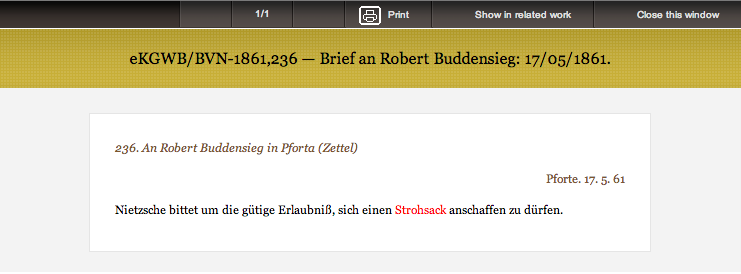 1/1 Print Show in related work Close this window
eKGWB/BVN-1861,236 — Brief an Robert Buddensieg: 17/05/1861.
236. An Robert Buddensieg in Pforta (Zettel)
Pforte. 17. 5. 61
Nietzsche bittet um die gütige Erlaubniß, sich einen Strohsack anschaffen zu dürfen.